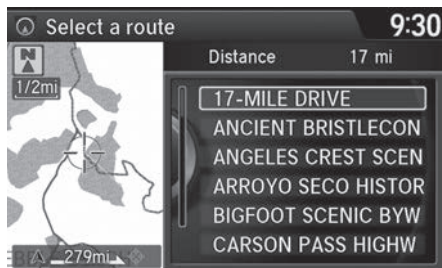 Select a route
9:30
N
1/2mi
279mi
Distance 17 mi
17-MILE DRIVE
ANCIENT BRISTLECON
ANGELES CREST SCEN
ARROYO SECO HISTOR
BIGFOOT SCENIC BYW
CARSON PASS HIGHW